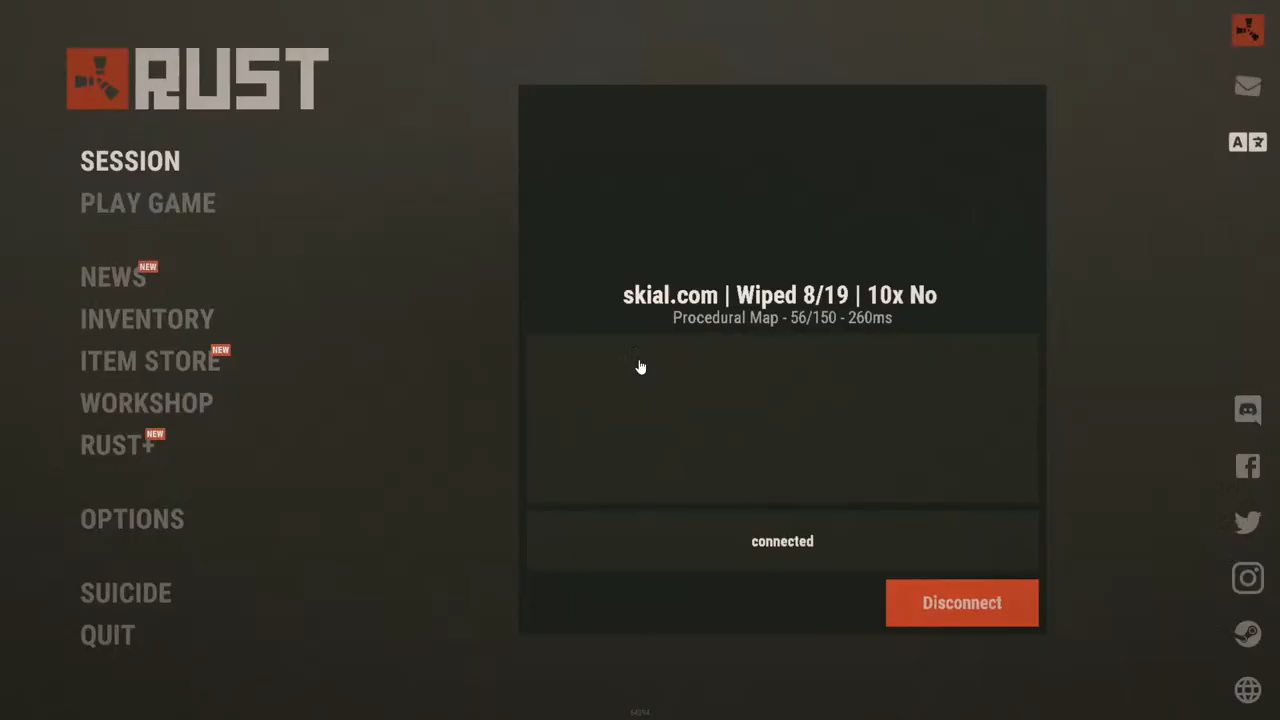 RUST
SESSION
PLAY GAME
NEWS NEW
INVENTORY
ITEM STORE NEW
WORKSHOP
RUST+ NEW
OPTIONS
SUICIDE
QUIT
skial.com | Wiped 8/19 | 10x No
Procedural Map - 56/150 - 260ms
connected
Disconnect
A